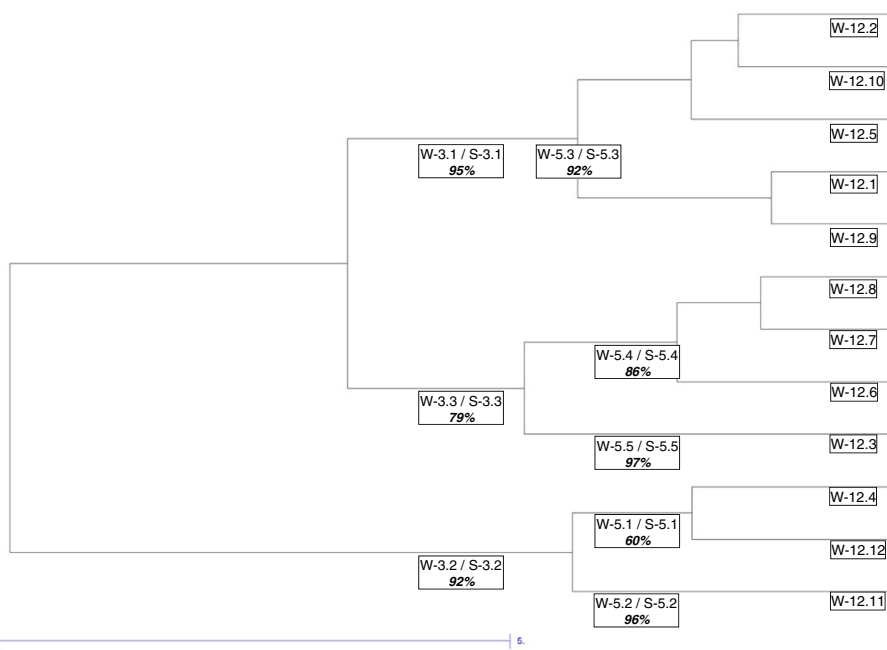 W-12.2
W-12.10
W-12.5
W-3.1 / S-3.1
95%
W-5.3 / S-5.3
92%
W-12.1
W-12.9
W-12.8
W-12.7
W-5.4 / S-5.4
86%
W-12.6
W-3.3 / S-3.3
79%
W-5.5 / S-5.5
97%
W-12.3
W-12.4
W-5.1 / S-5.1
60%
W-12.12
W-3.2 / S-3.2
92%
W-5.2 / S-5.2
96%
W-12.11
5.